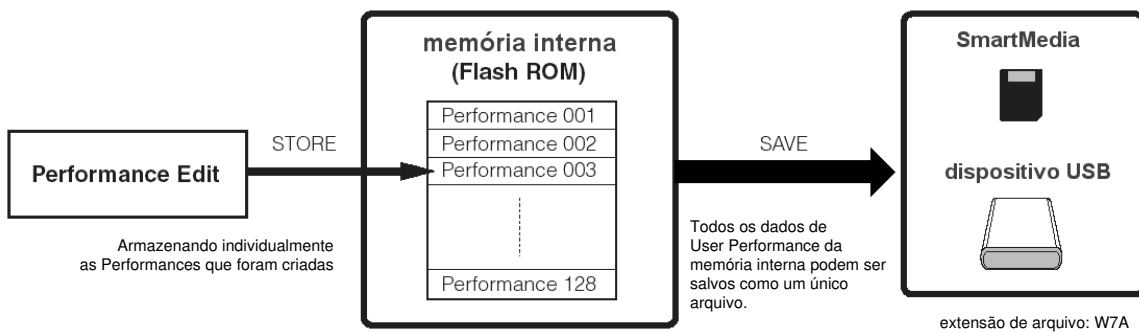 Performance Edit
STORE
Armazenando individualmente
as Performances que foram criadas
memória interna
(Flash ROM)
Performance 001
Performance 002
Performance 003
Performance 128
SAVE
Todos os dados de
User Performance da
memória interna podem ser
salvos como um único
arquivo.
SmartMedia
dispositivo USB
extensão de arquivo: W7A